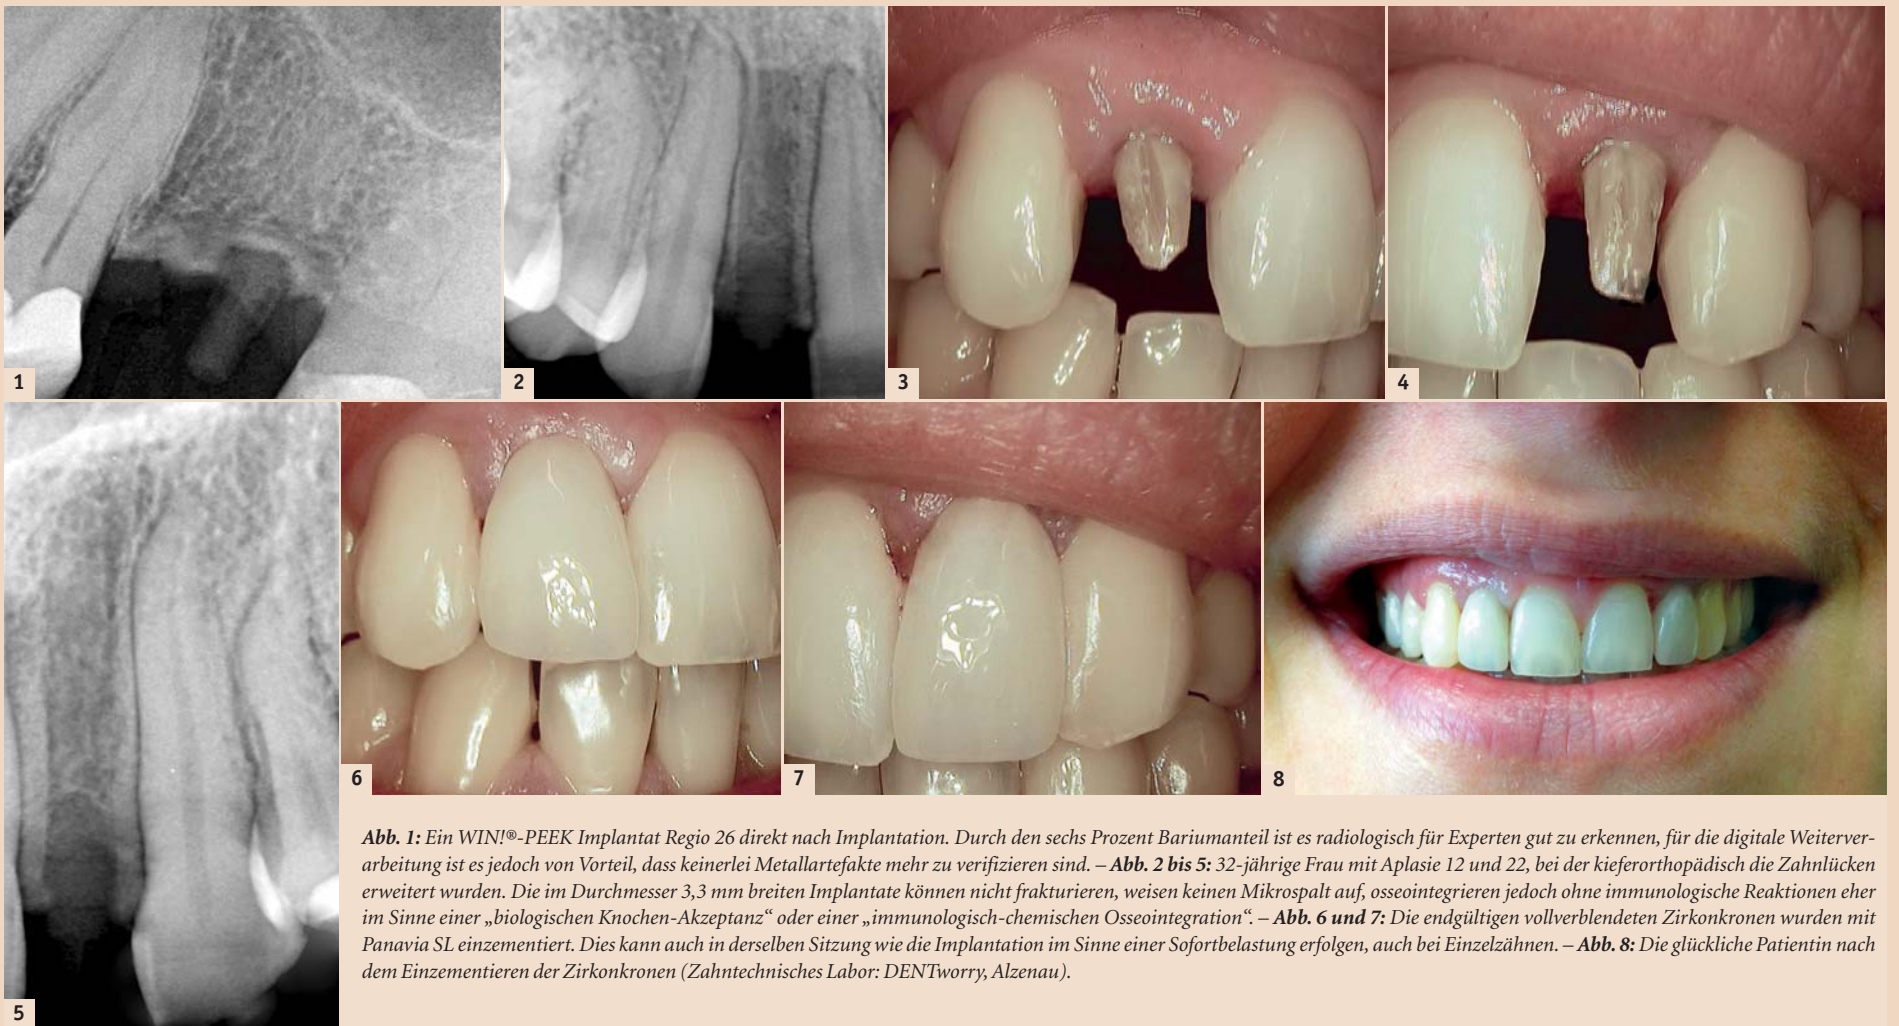 1
2
3
4
5
6
7
8
Abb. 1: Ein WIN!®-PEEK Implantat Regio 26 direkt nach Implantation. Durch den sechs Prozent Bariumanteil ist es radiologisch für Experten gut zu erkennen, für die digitale Weiterver-
arbeitung ist es jedoch von Vorteil, dass keinerlei Metallartefakte mehr zu verifizieren sind. – Abb. 2 bis 5: 32-jährige Frau mit Aplasie 12 und 22, bei der kieferorthopädisch die Zahnlücken
erweitert wurden. Die im Durchmesser 3,3 mm breiten Implantate können nicht frakturieren, weisen keinen Mikrospalt auf, osseointegrieren jedoch ohne immunologische Reaktionen eher
im Sinne einer „biologischen Knochen-Akzeptanz“ oder einer „immunologisch-chemischen Osseointegration“. – Abb. 6 und 7: Die endgültigen vollverblendeten Zirkonkronen wurden mit
Panavia SL einzementiert. Dies kann auch in derselben Sitzung wie die Implantation im Sinne einer Sofortbelastung erfolgen, auch bei Einzelzähnen. – Abb. 8: Die glückliche Patientin nach
dem Einzementieren der Zirkonkronen (Zahntechnisches Labor: DENTworry, Alzenau).